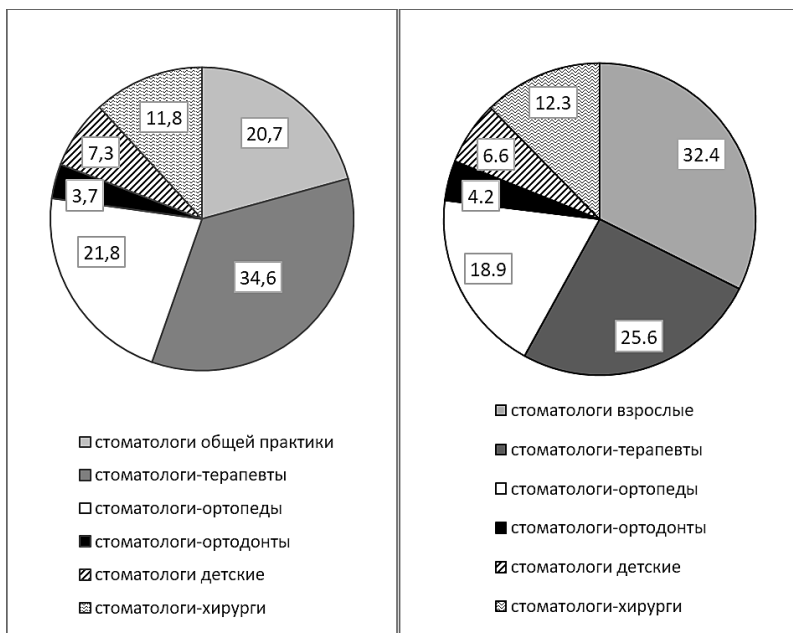 11,8
20,7
7,3
3,7
21,8
34,6
стоматологи общей практики
стоматологи-терапевты
стоматологи-ортопеды
стоматологи-ортодонты
стоматологи детские
стоматологи-хирурги
12.3
32.4
6.6
4.2
18.9
25.6
стоматологи взрослые
стоматологи-терапевты
стоматологи-ортопеды
стоматологи-ортодонты
стоматологи детские
стоматологи-хирурги